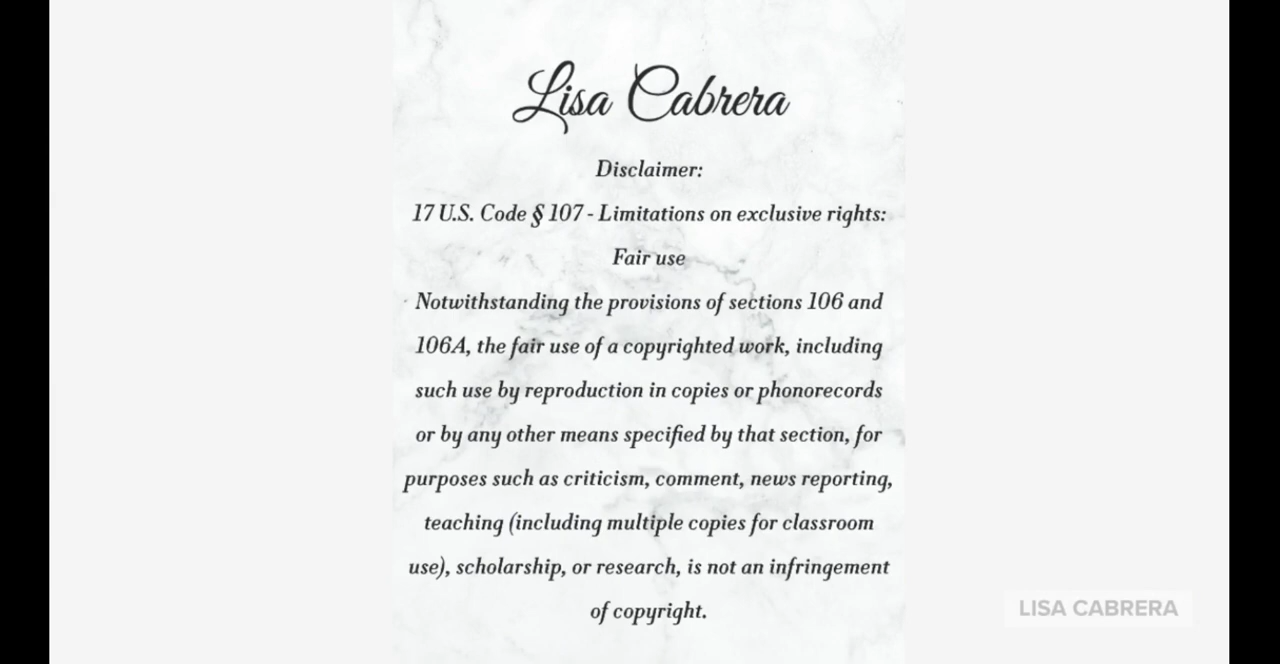 Lisa Cabrera
Disclaimer:
17 U.S. Code § 107 - Limitations on exclusive rights:
Fair use
Notwithstanding the provisions of sections 106 and
106A, the fair use of a copyrighted work, including
such use by reproduction in copies or phonorecords
or by any other means specified by that section, for
purposes such as criticism, comment, news reporting,
teaching (including multiple copies for classroom
use), scholarship, or research, is not an infringement
of copyright.
LISA CABRERA